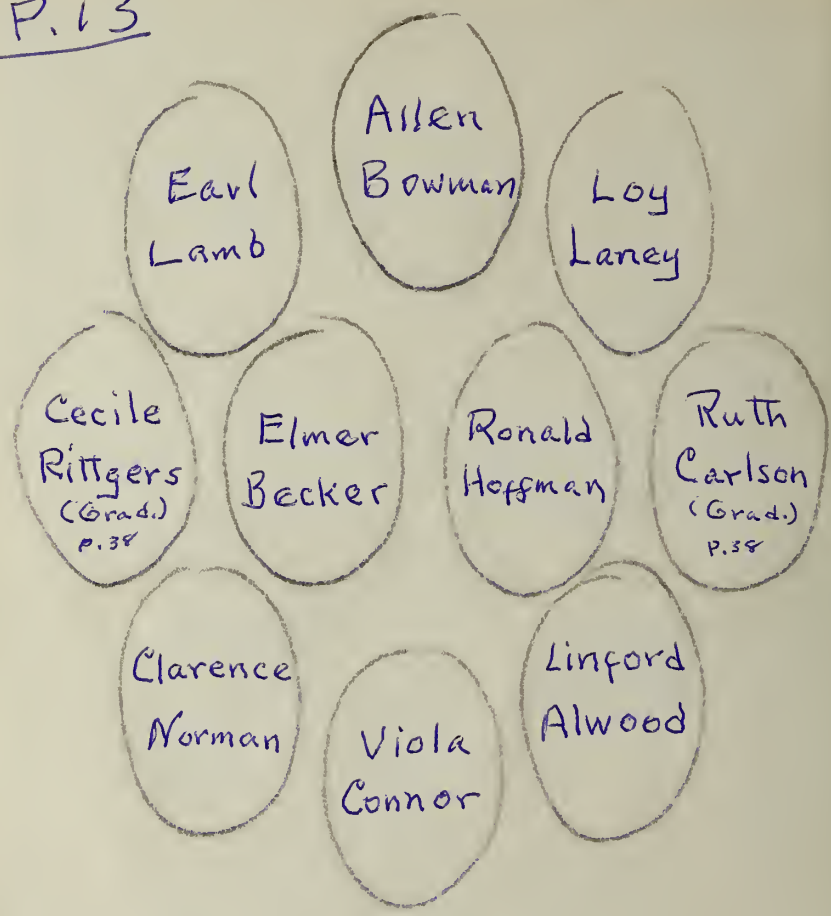 P.13
Allen
Bowman
Earl
Lamb
Loy
Laney
Cecile
Rittgers
(Grad.)
P.38
Elmer
Becker
Ronald
Hoffman
Ruth
Carlson
(Grad.)
P.38
Clarence
Norman
Viola
Connor
Linford
Alwood